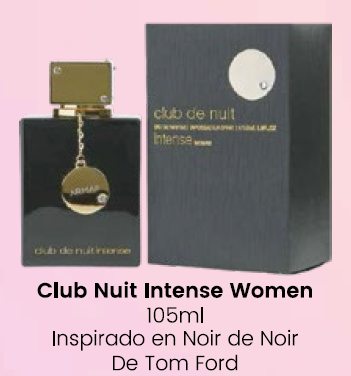 club de nuit
intense
ARMAF
club de nuit intense
Club Nuit Intense Women
105ml
Inspirado en Noir de Noir
De Tom Ford